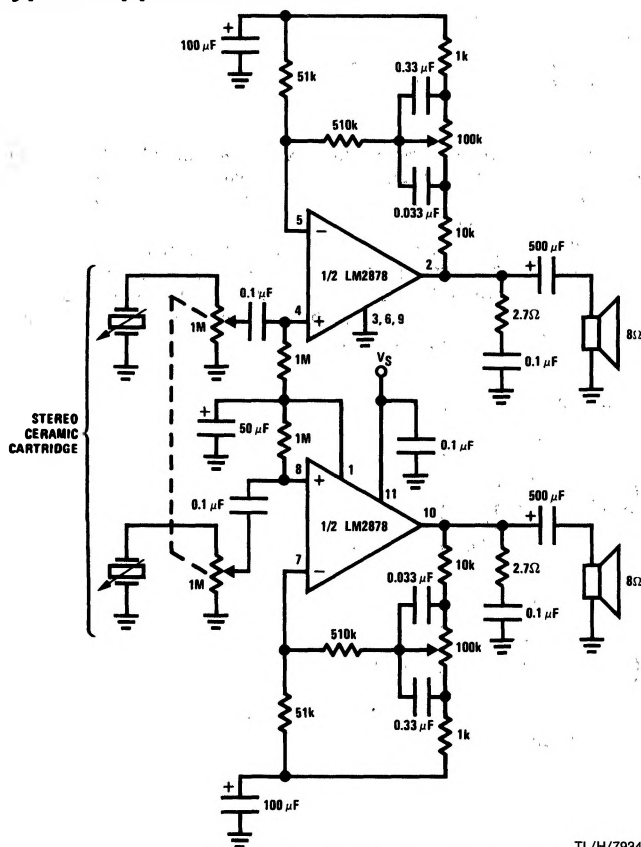 100 μF
+
51k
1k
0.33 μF
510k
100k
0.033 μF
10k
5
−
1/2 LM2878
2
500 μF
+
4
+
3, 6, 9
2.7Ω
8Ω
0.1 μF
0.1 μF
1M
1M
VS
STEREO
CERAMIC
CARTRIDGE
+
50 μF
1M
0.1 μF
8
+
1
11
0.1 μF
1/2 LM2878
10
500 μF
+
7
−
1M
10k
2.7Ω
8Ω
0.033 μF
0.1 μF
510k
100k
0.33 μF
51k
1k
+
100 μF
TL/H/7934